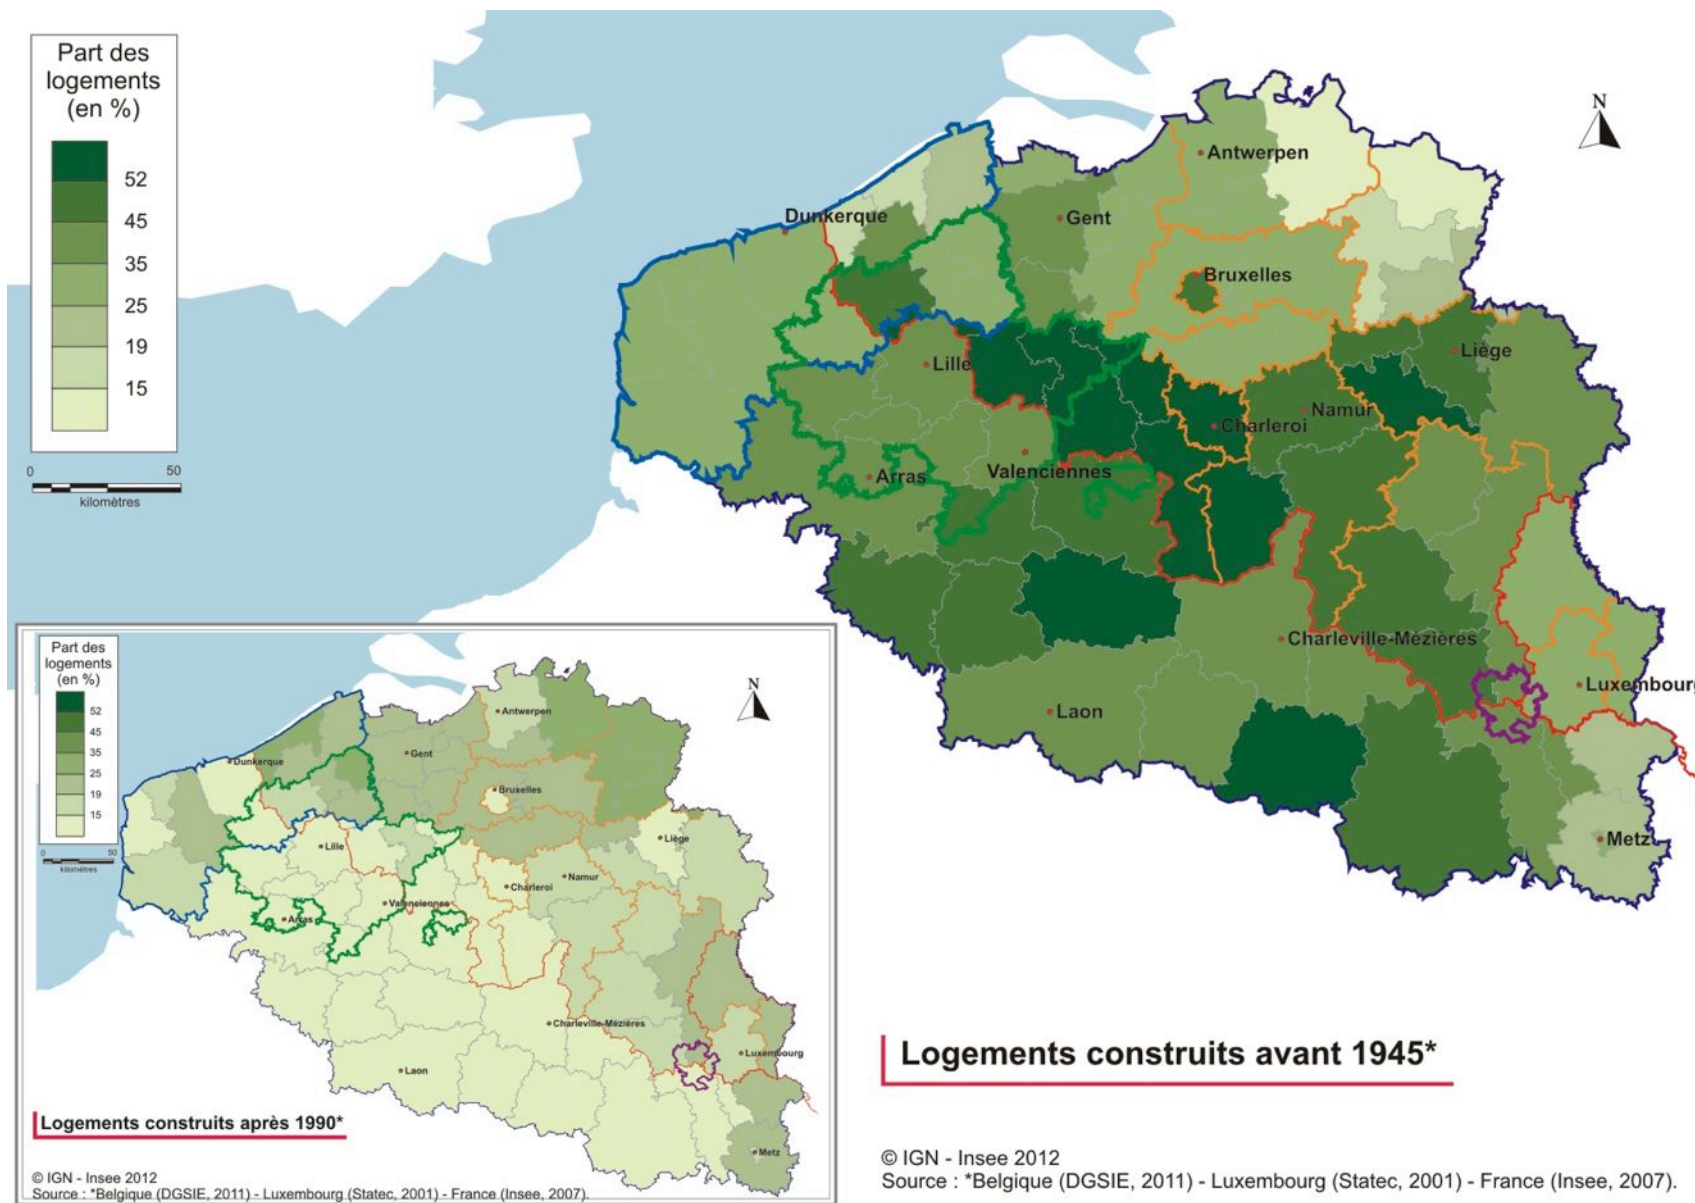 Part des
logements
(en %)
52
45
35
25
19
15
0 50
kilomètres
N
Antwerpen
Dunkerque
Gent
Bruxelles
Lille
Liège
Namur
Charleroi
Arras
Valenciennes
Charleville-Mézières
Luxembourg
Laon
Metz
Part des
logements
(en %)
52
45
35
25
19
15
0 50
kilomètres
N
Antwerpen
Gent
Dunkerque
Bruxelles
Liège
Lille
Namur
Charleroi
Valenciennes
Arras
Charleville-Mézières
Luxembourg
Laon
Metz
Logements construits après 1990*
© IGN - Insee 2012
Source : *Belgique (DGSIE, 2011) - Luxembourg (Statec, 2001) - France (Insee, 2007).
Logements construits avant 1945*
© IGN - Insee 2012
Source : *Belgique (DGSIE, 2011) - Luxembourg (Statec, 2001) - France (Insee, 2007).